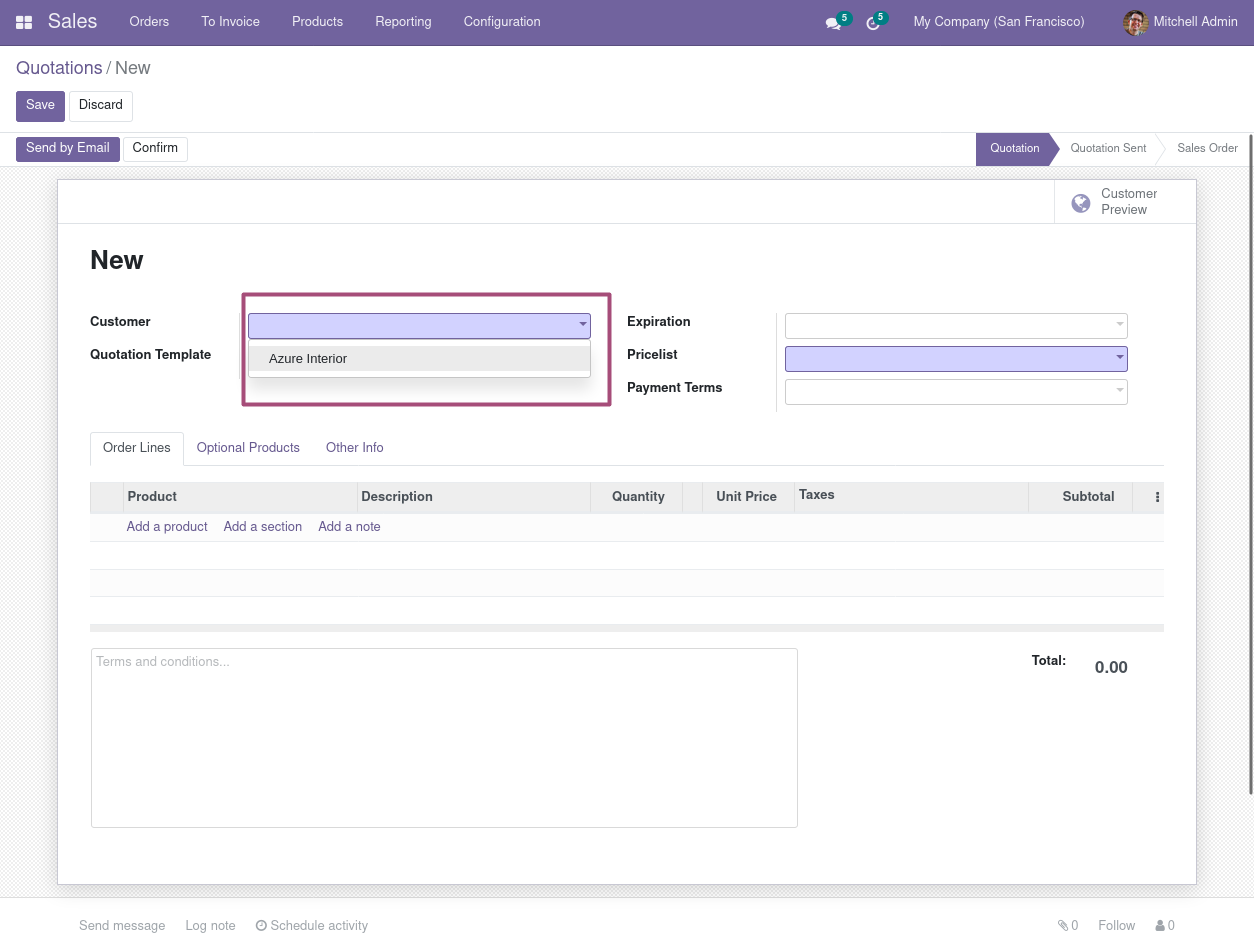 Sales Orders To Invoice Products Reporting Configuration 5 5 My Company (San Francisco) Mitchell Admin
Quotations / New
Save Discard
Send by Email Confirm Quotation Quotation Sent Sales Order
Customer
Preview
New
Customer Expiration
Quotation Template Azure Interior Pricelist
Payment Terms
Order Lines Optional Products Other Info
Product Description Quantity Unit Price Taxes Subtotal
Add a product Add a section Add a note
Terms and conditions... Total: 0.00
Send message Log note Schedule activity 0 Follow 0